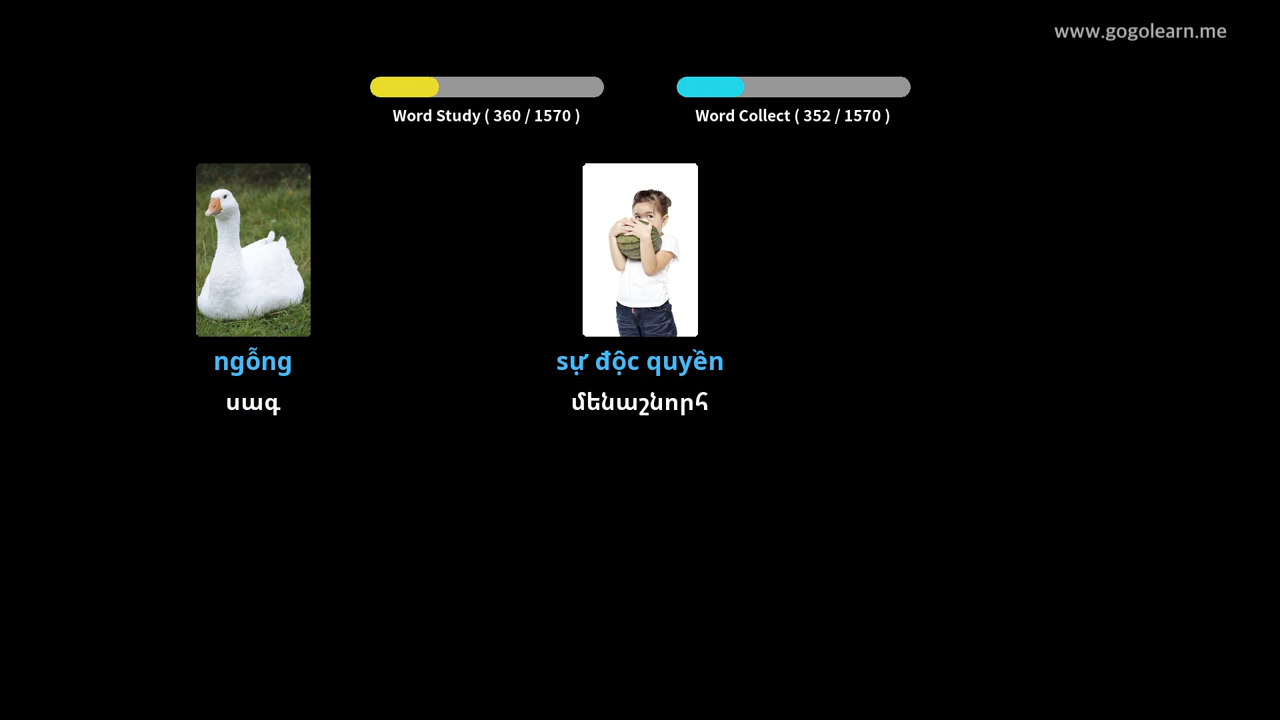 www.gogolearn.me
Word Study ( 360 / 1570 )
Word Collect ( 352 / 1570 )
ngỗng
sự độc quyền
սագ
մենաշնորհ